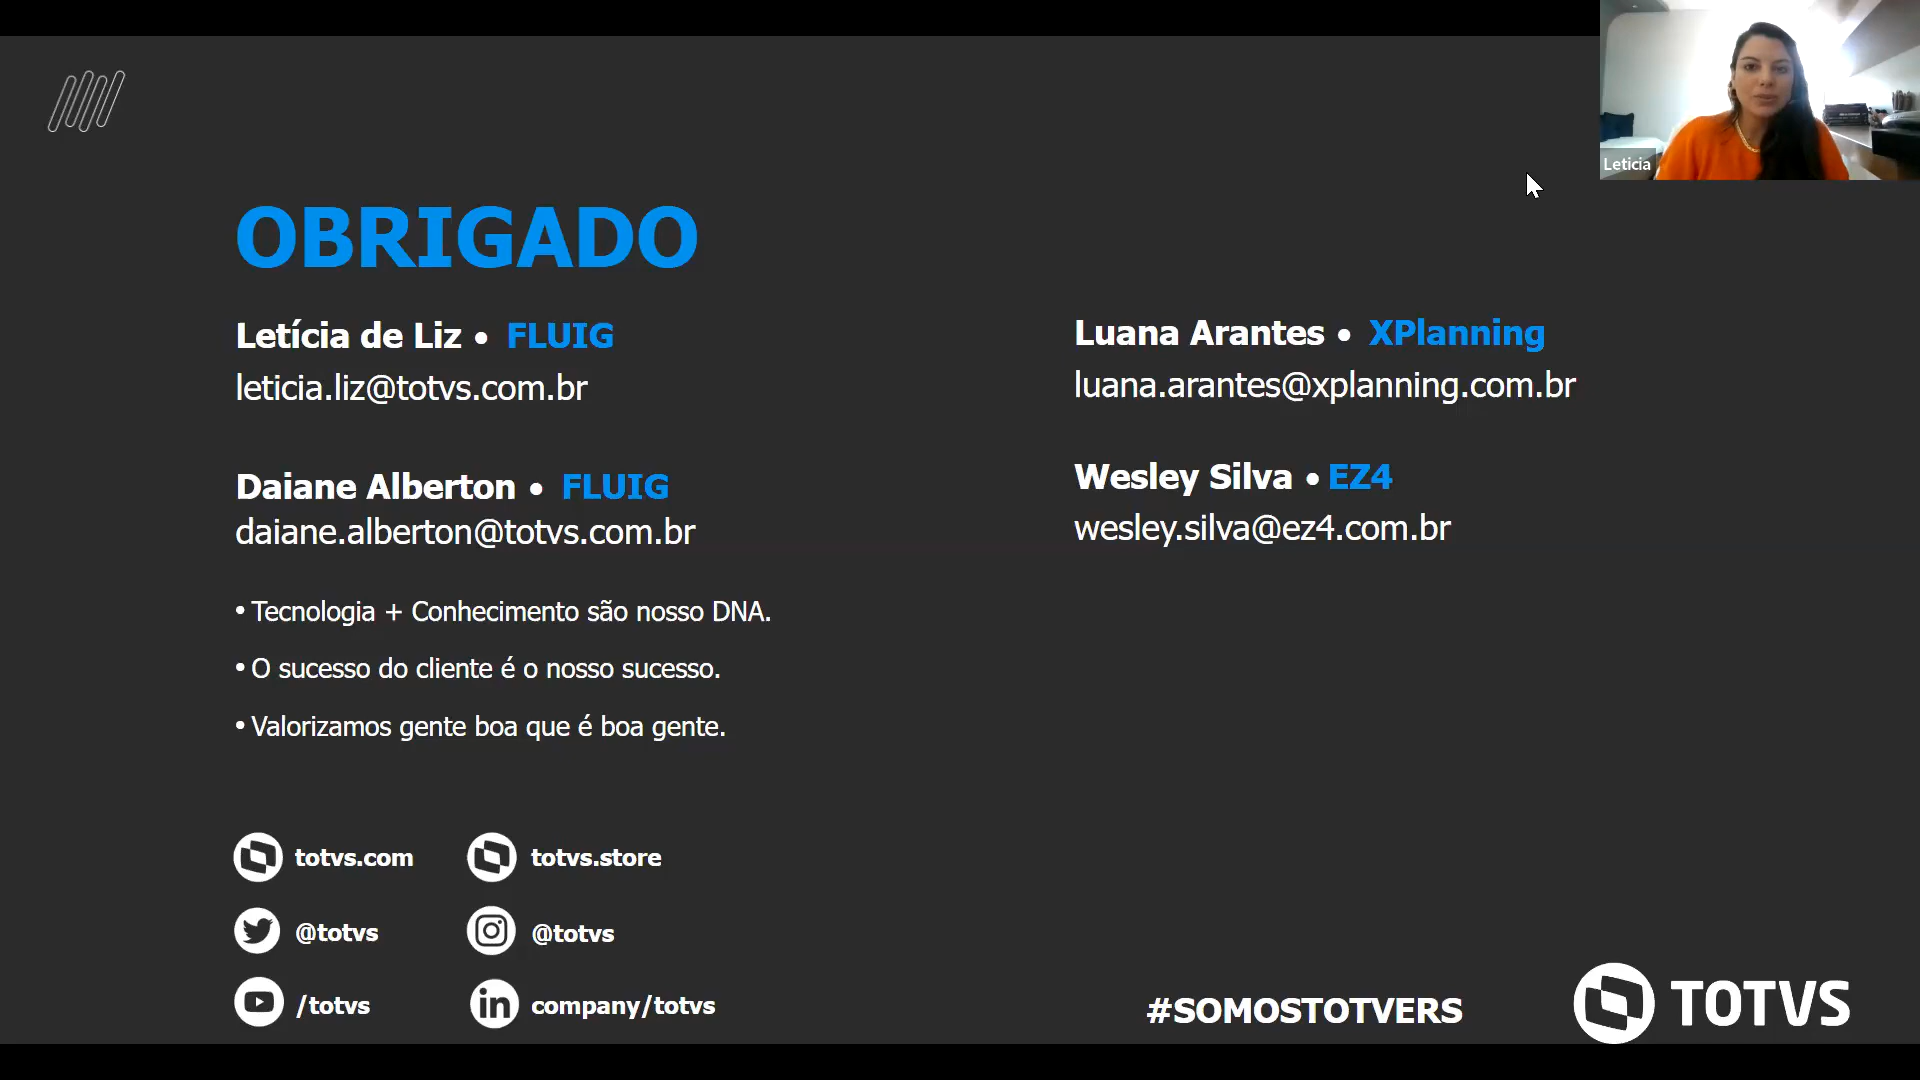 Leticia
OBRIGADO
Letícia de Liz • FLUIG
leticia.liz@totvs.com.br
Daiane Alberton • FLUIG
daiane.alberton@totvs.com.br
Luana Arantes • XPlanning
luana.arantes@xplanning.com.br
Wesley Silva • EZ4
wesley.silva@ez4.com.br
• Tecnologia + Conhecimento são nosso DNA.
• O sucesso do cliente é o nosso sucesso.
• Valorizamos gente boa que é boa gente.
totvs.com
totvs.store
@totvs
@totvs
/totvs
company/totvs
#SOMOSTOTVERS
TOTVS